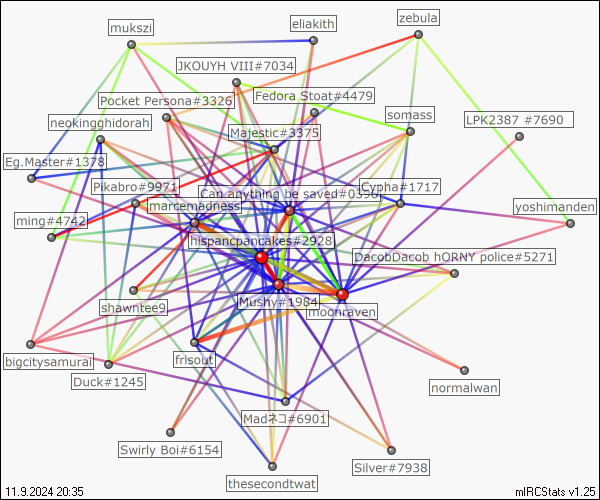 zebula
eliakith
mukszi
JKOUYH VIII#7034
Fedora Stoat#4479
Pocket Persona#3326
somass
LPK2387 #7690
neokingghidorah
Majestic#3375
Eg.Master#1378
Pikabro#9971
Can anything be saved#0390
Cypha#1717
marcemadness
yoshimanden
ming#4742
hispancpancakes#2928
DacobDacob hORNY police#5271
Mushy#1984
shawntee9
moonraven
bigcitysamurai
frisout
Duck#1245
normalwan
Madネコ#6901
Swirly Boi#6154
Silver#7938
thesecondtwat
11.9.2024 20:35
mIRCStats v1.25